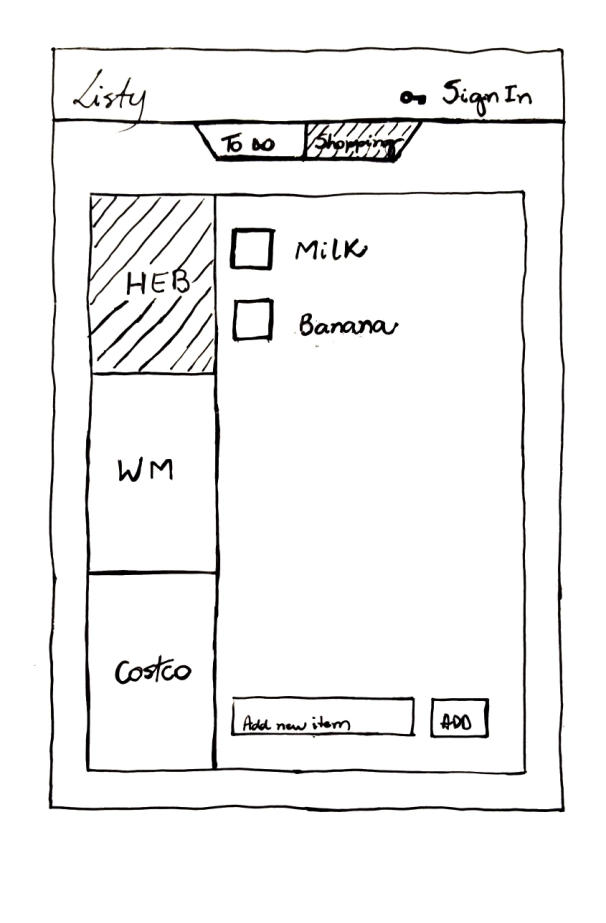 Listy
Sign In
To Do
Shopping
HEB
Milk
Banana
WM
Costco
Add new item
ADD